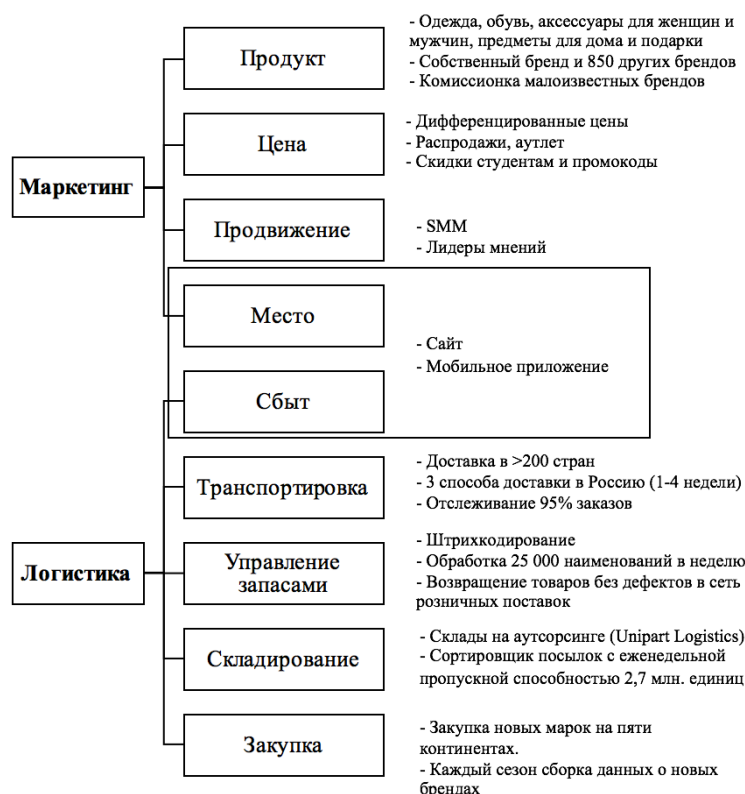 Продукт
- Одежда, обувь, аксессуары для женщин и
мужчин, предметы для дома и подарки
- Собственный бренд и 850 других брендов
- Комиссионка малоизвестных брендов
Цена
- Дифференцированные цены
- Распродажи, аутлет
- Скидки студентам и промокоды
Маркетинг
Продвижение
- SMM
- Лидеры мнений
Место
- Сайт
- Мобильное приложение
Сбыт
Транспортировка
- Доставка в >200 стран
- 3 способа доставки в Россию (1-4 недели)
- Отслеживание 95% заказов
Логистика
Управление
запасами
- Штрихкодирование
- Обработка 25 000 наименований в неделю
- Возвращение товаров без дефектов в сеть
розничных поставок
Складирование
- Склады на аутсорсинге (Unipart Logistics)
- Сортировщик посылок с еженедельной
пропускной способностью 2,7 млн. единиц
Закупка
- Закупка новых марок на пяти
континентах.
- Каждый сезон сборка данных о новых
брендах